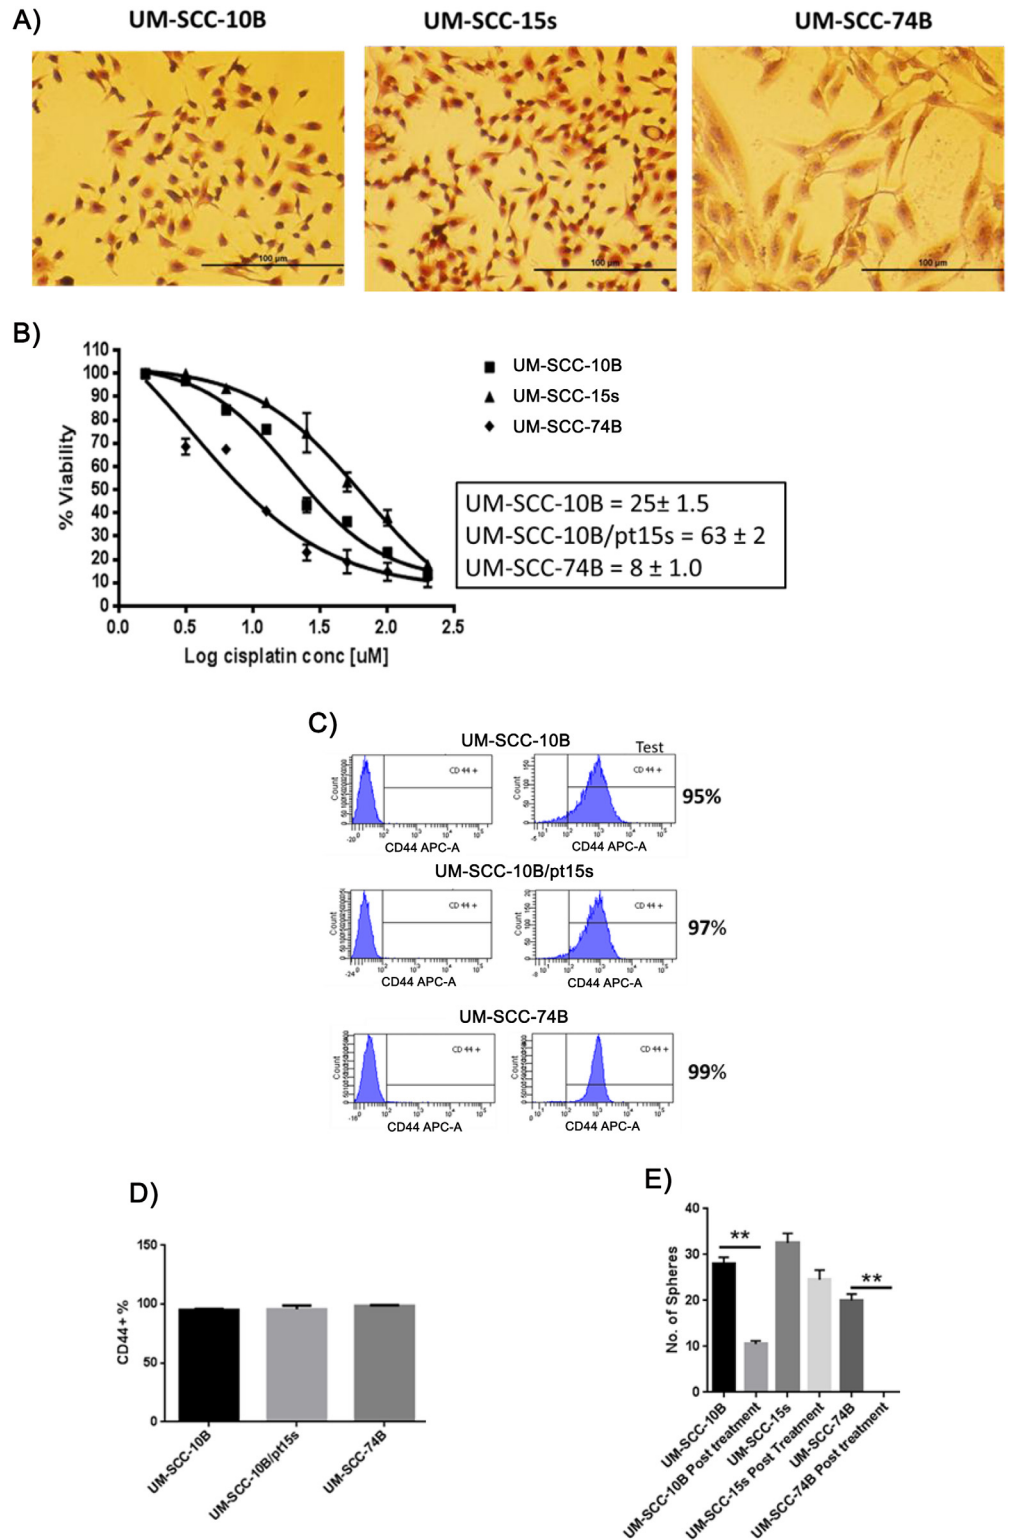 A)
UM-SCC-10B
UM-SCC-15s
UM-SCC-74B
100 µm
100 µm
100 µm
B)
110
100
90
80
70
60
50
40
30
20
10
0
% Viability
0.0 0.5 1.0 1.5 2.0 2.5
Log cisplatin conc [uM]
UM-SCC-10B
UM-SCC-15s
UM-SCC-74B
UM-SCC-10B = 25± 1.5
UM-SCC-10B/pt15s = 63 ± 2
UM-SCC-74B = 8 ± 1.0
C)
UM-SCC-10B
Test
CD 44 +
CD 44 +
Count
Count
CD44 APC-A
CD44 APC-A
95%
UM-SCC-10B/pt15s
CD 44 +
CD 44 +
Count
Count
CD44 APC-A
CD44 APC-A
97%
UM-SCC-74B
CD 44 +
CD 44 +
Count
Count
CD44 APC-A
CD44 APC-A
99%
D)
150
100
50
0
CD44+ %
UM-SCC-10B
UM-SCC-10B/pt15s
UM-SCC-74B
E)
40
30
20
10
0
No. of Spheres
**
**
UM-SCC-10B
UM-SCC-10B Post treatment
UM-SCC-15s
UM-SCC-15s Post Treatment
UM-SCC-74B
UM-SCC-74B Post treatment